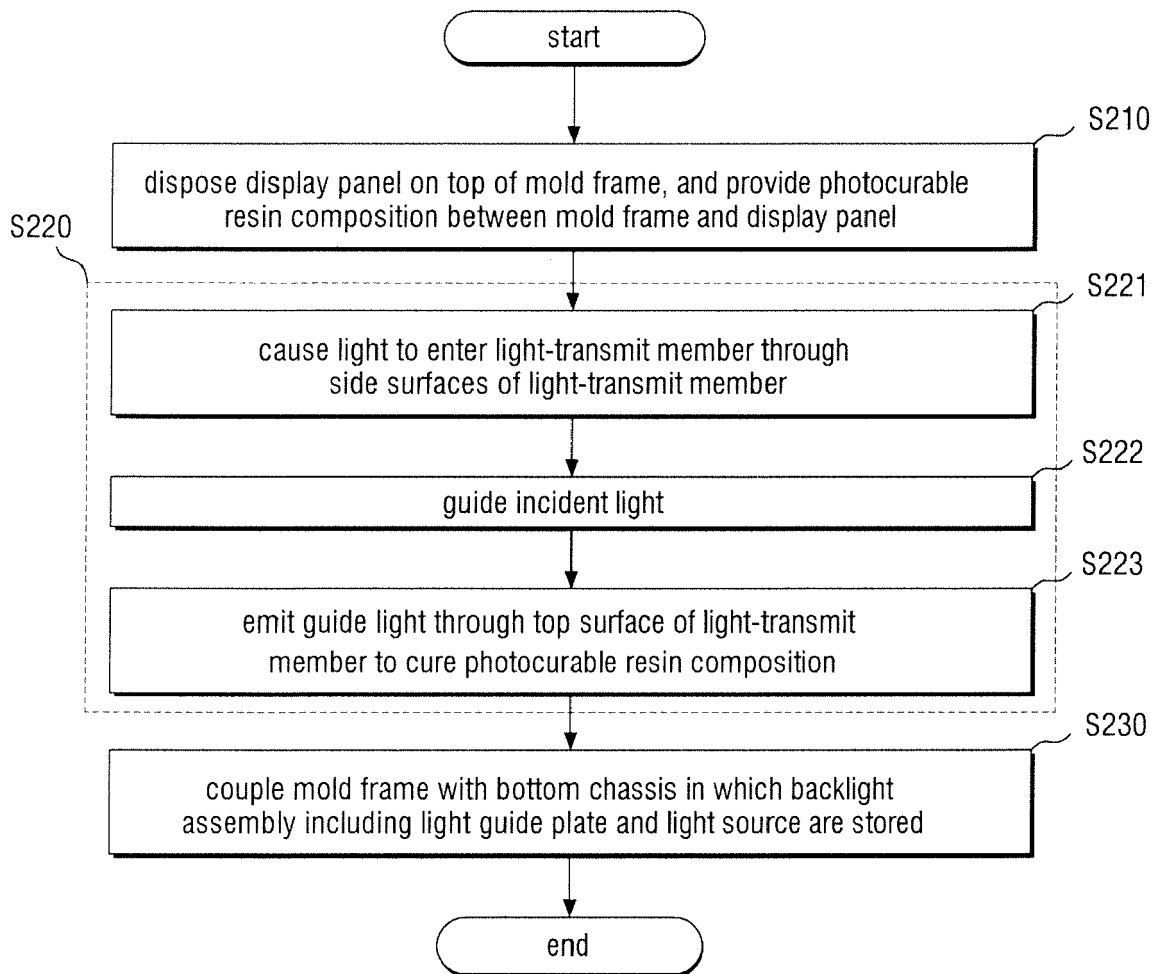 start
S210
dispose display panel on top of mold frame, and provide photocurable
resin composition between mold frame and display panel
S220
S221
cause light to enter light-transmit member through
side surfaces of light-transmit member
S222
guide incident light
S223
emit guide light through top surface of light-transmit
member to cure photocurable resin composition
S230
couple mold frame with bottom chassis in which backlight
assembly including light guide plate and light source are stored
end